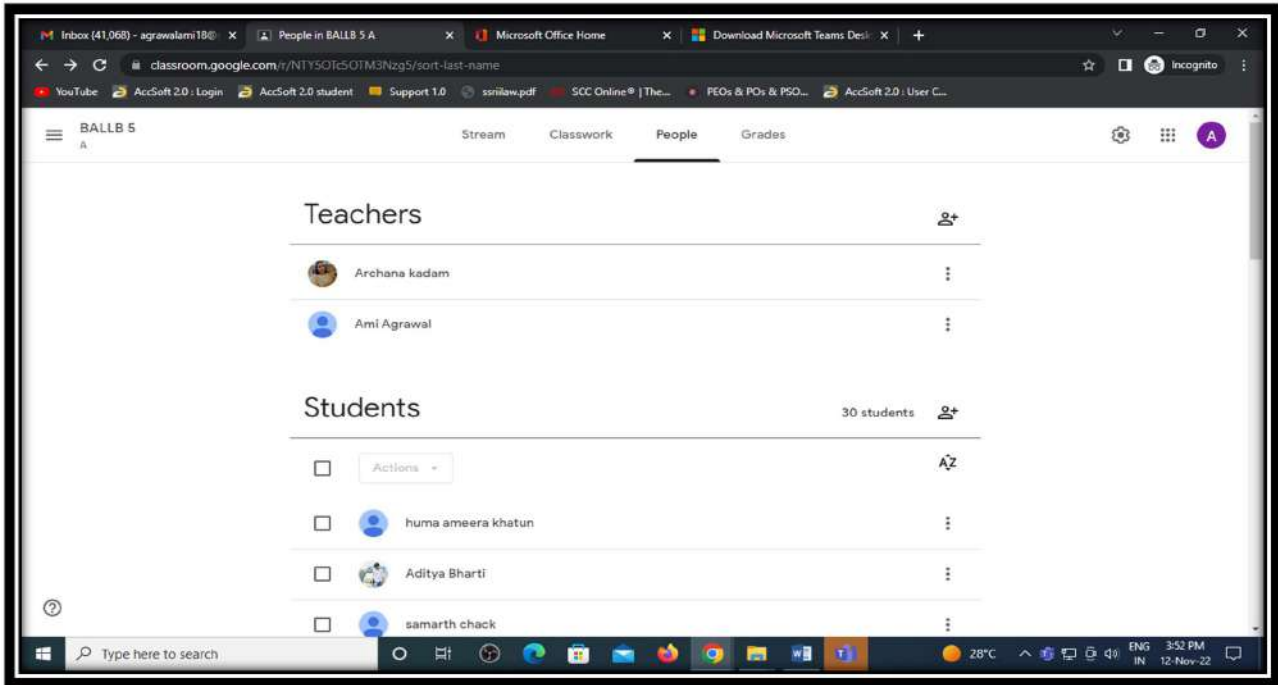 Inbox (41,068) - agrawalami18@ People in BALLB 5 A Microsoft Office Home Download Microsoft Teams Desk
classroom.google.com/r/NTY5OTc5OTM3Nzg5/sort-last-name Incognito
YouTube AccSoft 2.0 : Login AccSoft 2.0 student Support 1.0 ssriilaw.pdf SCC Online® | The... PEOs & POs & PSO... AccSoft 2.0 : User C...
BALLB 5
A
Stream Classwork People Grades
A
Teachers
Archana kadam
Ami Agrawal
Students 30 students
Actions
AZ
huma ameera khatun
Aditya Bharti
samarth chack
Type here to search 28°C ENG 3:52 PM
IN 12-Nov-22